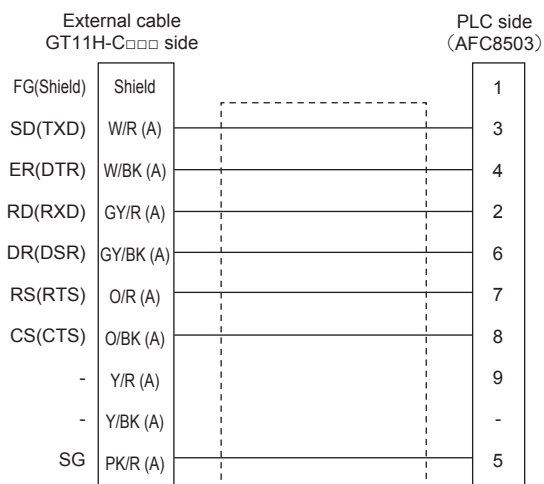 External cable
GT11H-C□□□ side
PLC side
（AFC8503）
FG(Shield) Shield 1
SD(TXD) W/R (A) 3
ER(DTR) W/BK (A) 4
RD(RXD) GY/R (A) 2
DR(DSR) GY/BK (A) 6
RS(RTS) O/R (A) 7
CS(CTS) O/BK (A) 8
- Y/R (A) 9
- Y/BK (A) -
SG PK/R (A) 5